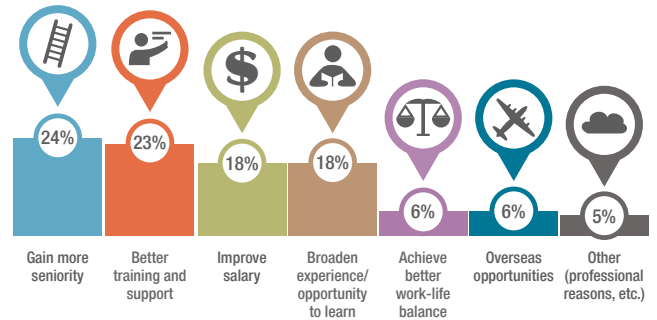 $
24%
23%
18%
18%
6%
6%
5%
Gain more
seniority
Better
training and
support
Improve
salary
Broaden
experience/
opportunity
to learn
Achieve
better
work-life
balance
Overseas
opportunities
Other
(professional
reasons, etc.)